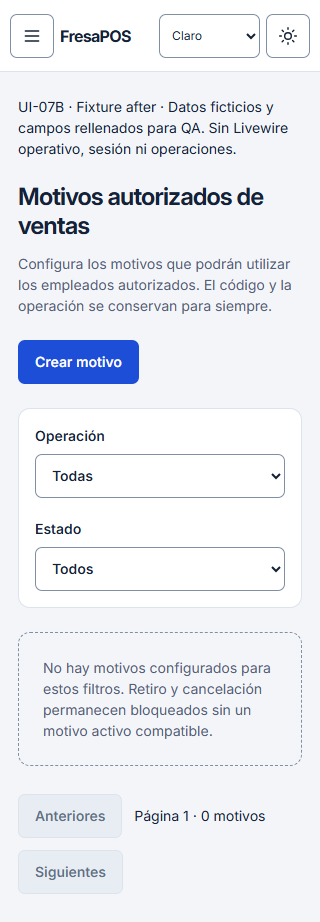 FresaPOS
Claro
UI-07B · Fixture after · Datos ficticios y
campos rellenados para QA. Sin Livewire
operativo, sesión ni operaciones.
Motivos autorizados de
ventas
Configura los motivos que podrán utilizar
los empleados autorizados. El código y la
operación se conservan para siempre.
Crear motivo
Operación
Todas
Estado
Todos
No hay motivos configurados para
estos filtros. Retiro y cancelación
permanecen bloqueados sin un
motivo activo compatible.
Anteriores
Página 1 · 0 motivos
Siguientes